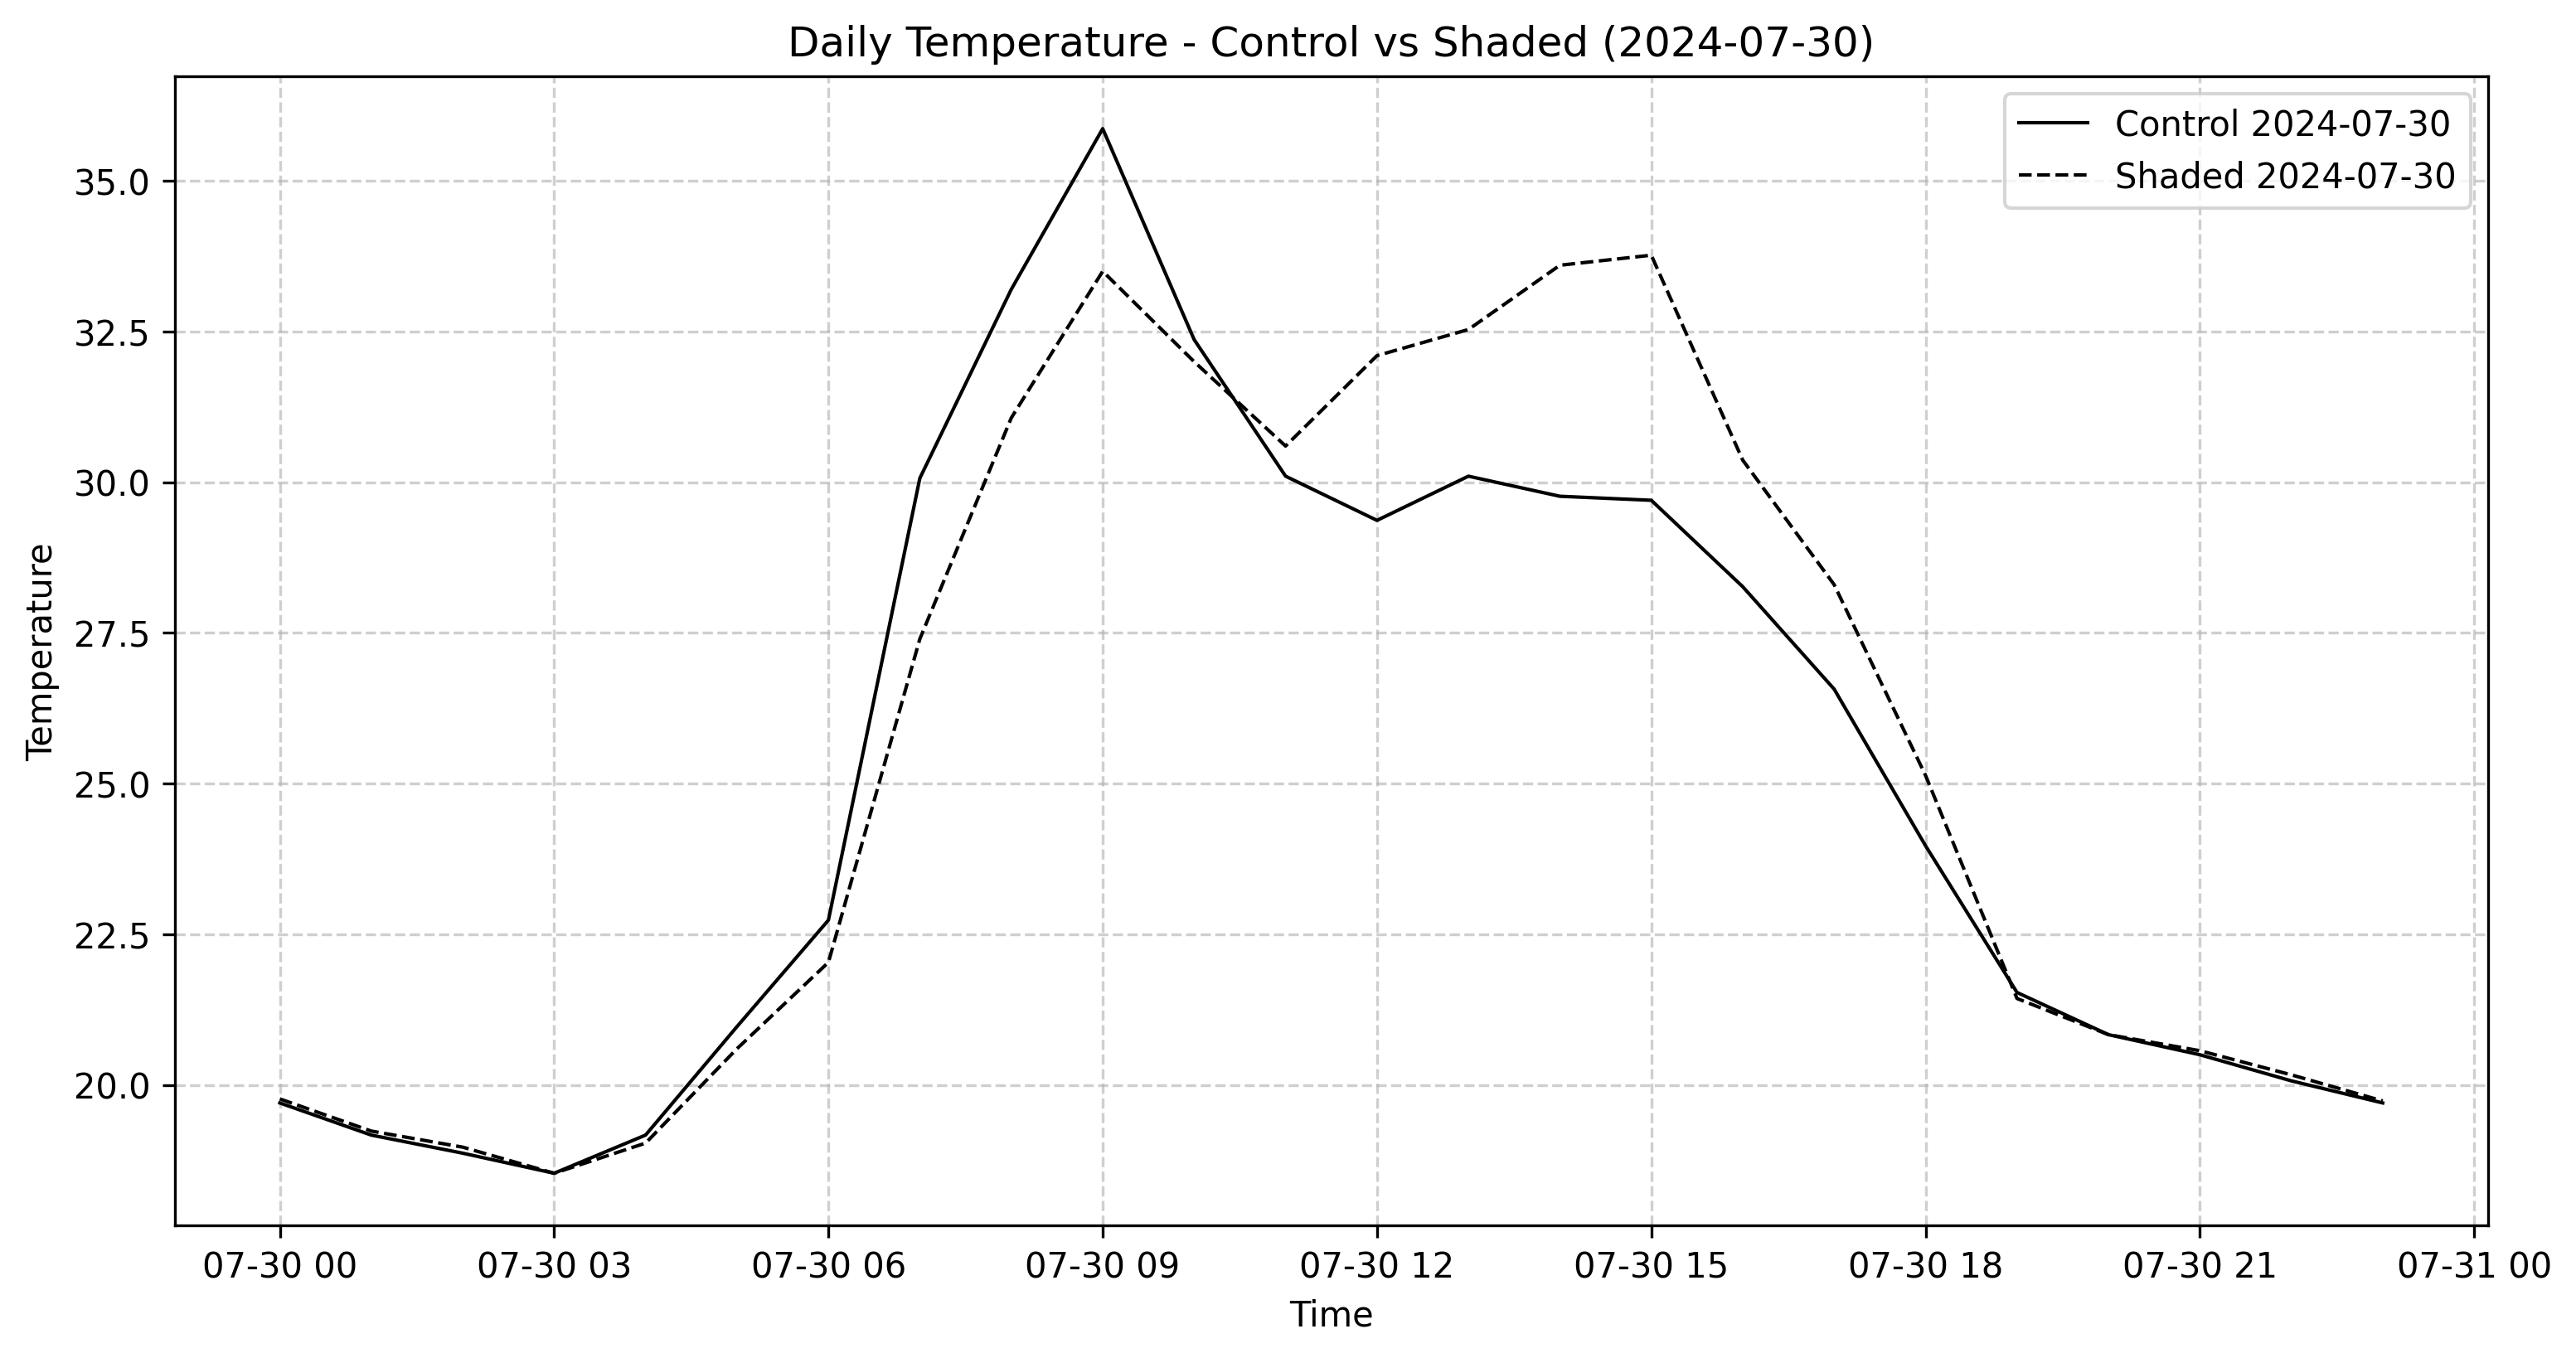 Daily Temperature - Control vs Shaded (2024-07-30)
Control 2024-07-30
Shaded 2024-07-30
Temperature
35.0
32.5
30.0
27.5
25.0
22.5
20.0
07-30 00 07-30 03 07-30 06 07-30 09 07-30 12 07-30 15 07-30 18 07-30 21 07-31 00
Time